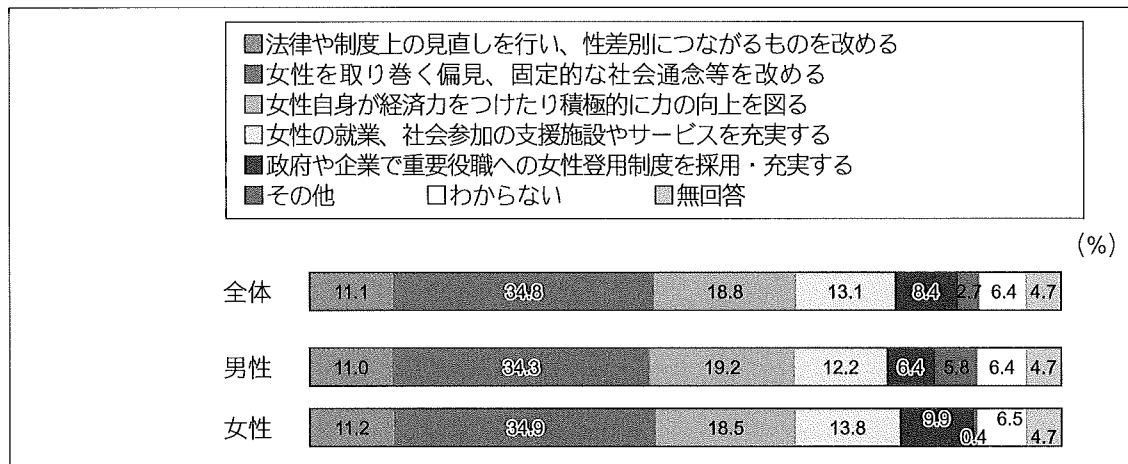 ■法律や制度上の見直しを行い、性差別につながるものを改める
■女性を取り巻く偏見、固定的な社会通念等を改める
■女性自身が経済力をつけたり積極的に力の向上を図る
□女性の就業、社会参加の支援施設やサービスを充実する
■政府や企業で重要役職への女性登用制度を採用・充実する
■その他 □わからない ■無回答
(%)
全体 11.1 34.8 18.8 13.1 8.4 2.7 6.4 4.7
男性 11.0 34.3 19.2 12.2 6.4 5.8 6.4 4.7
女性 11.2 34.9 18.5 13.8 9.9 0.4 6.5 4.7